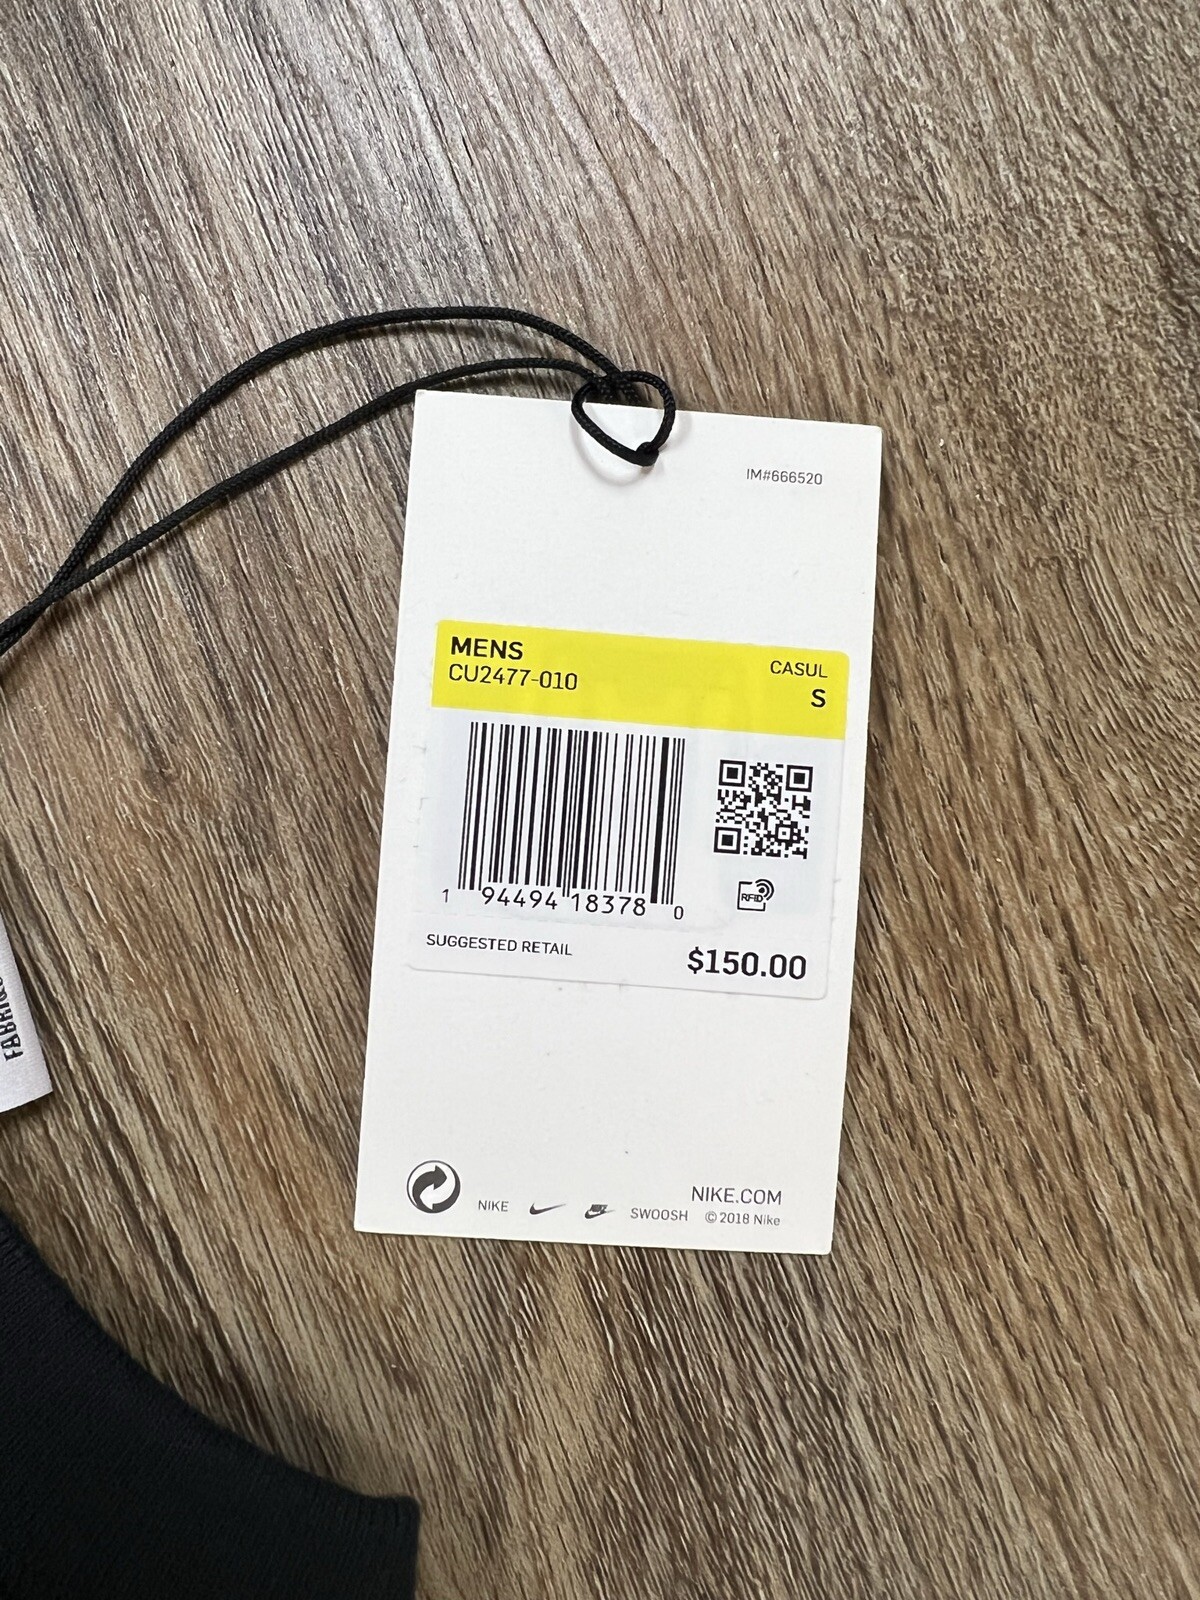 IM#666520
MENS
CASUL
CU2477-010
S
1 94494 18378 0
RFID
SUGGESTED RETAIL
$150.00
NIKE.COM
NIKE SWOOSH © 2018 Nike